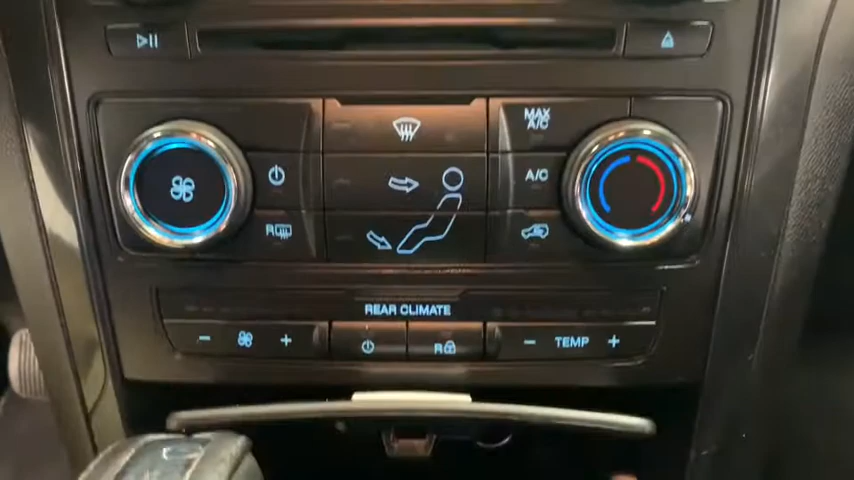 MAX
A/C
A/C
R
REAR CLIMATE
- +
R
- TEMP +